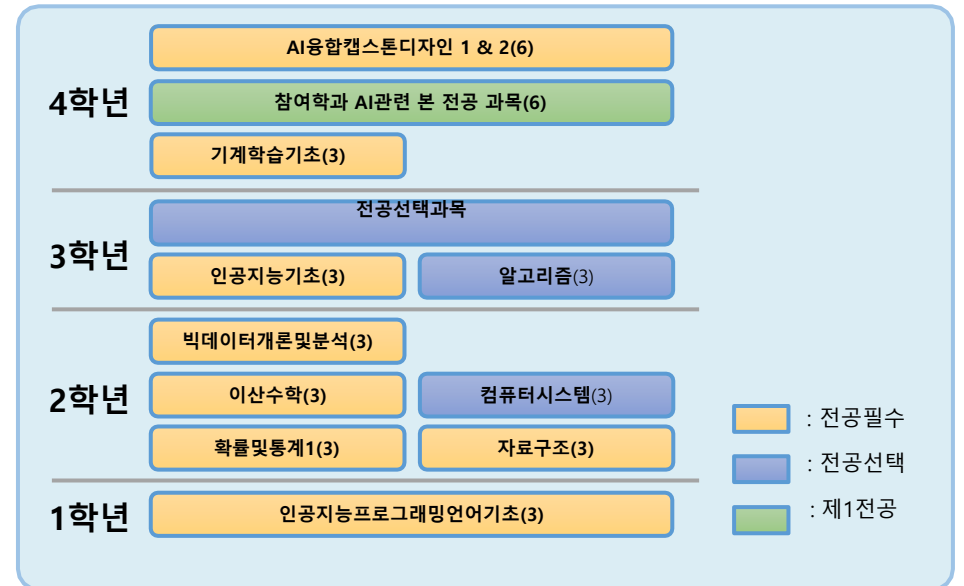 4학년
AI융합캡스톤디자인 1 & 2(6)
참여학과 AI관련 본 전공 과목(6)
기계학습기초(3)
3학년
전공선택과목
인공지능기초(3)
알고리즘(3)
2학년
빅데이터개론및분석(3)
이산수학(3)
컴퓨터시스템(3)
확률및통계1(3)
자료구조(3)
1학년
인공지능프로그래밍언어기초(3)
: 전공필수
: 전공선택
: 제1전공